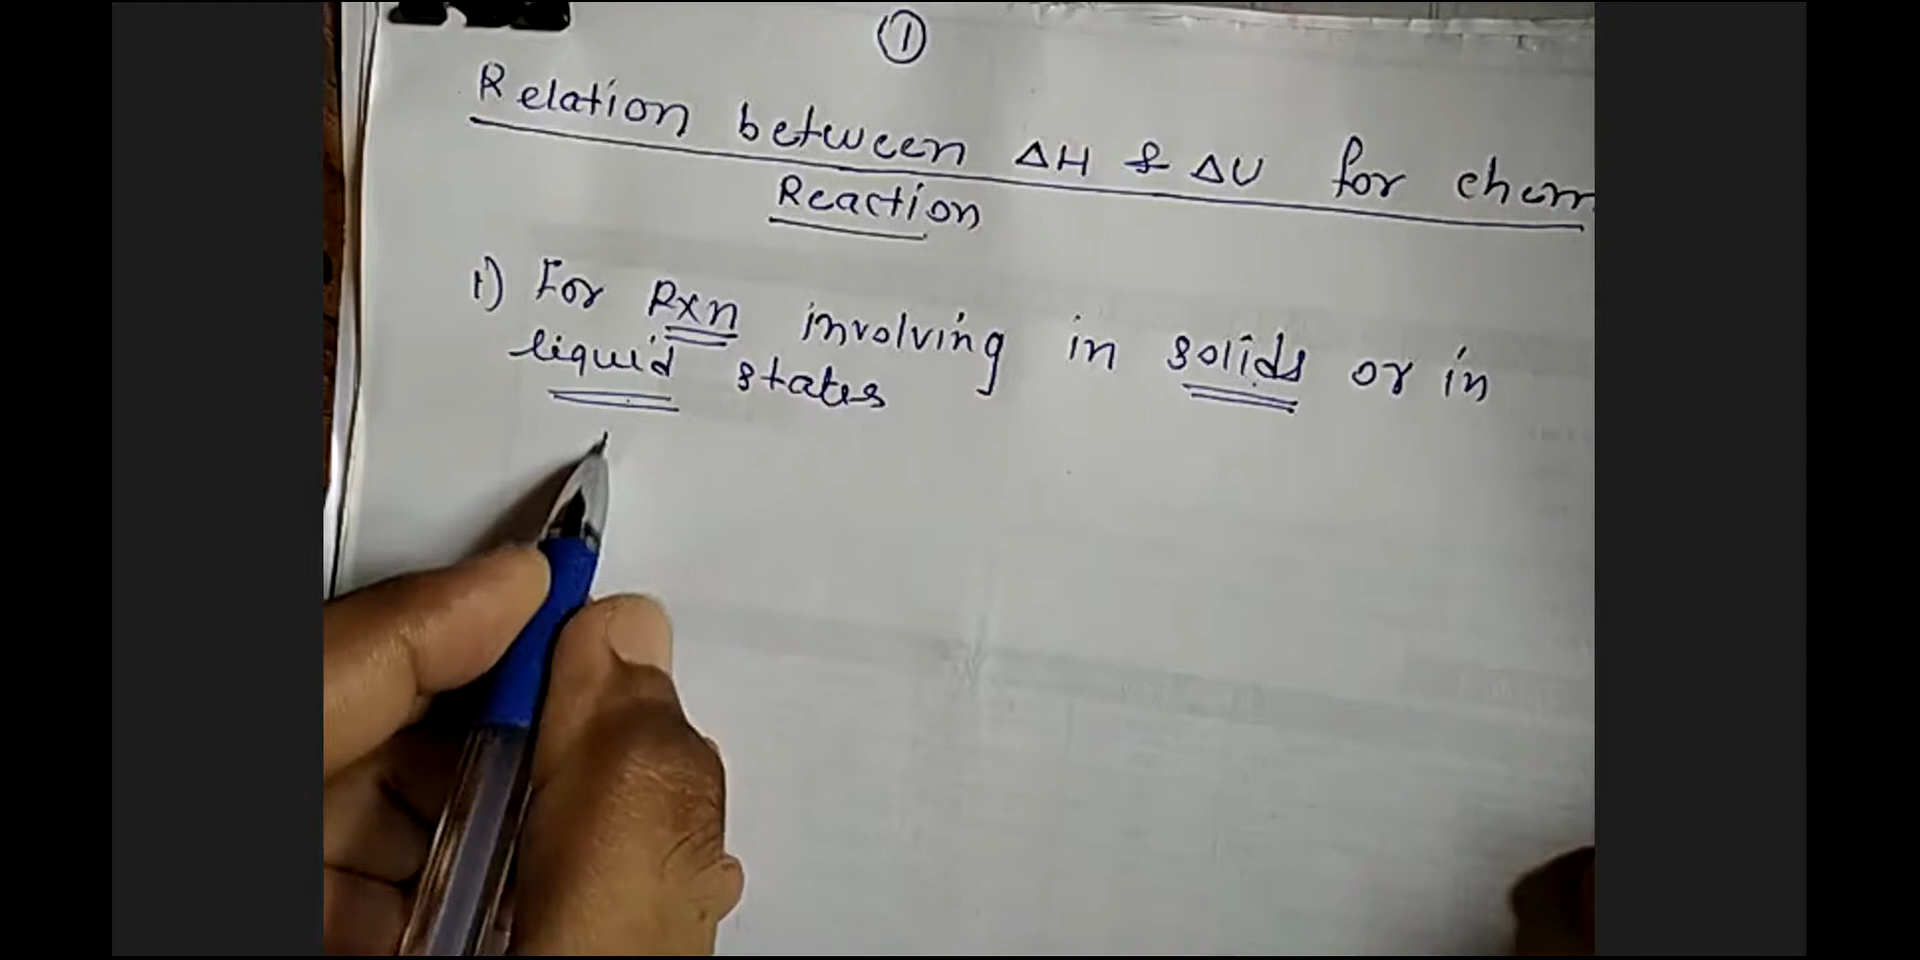 1
Relation between ΔH & ΔU for chem
Reaction
1) For Rxn involving in solids or in
liquid states